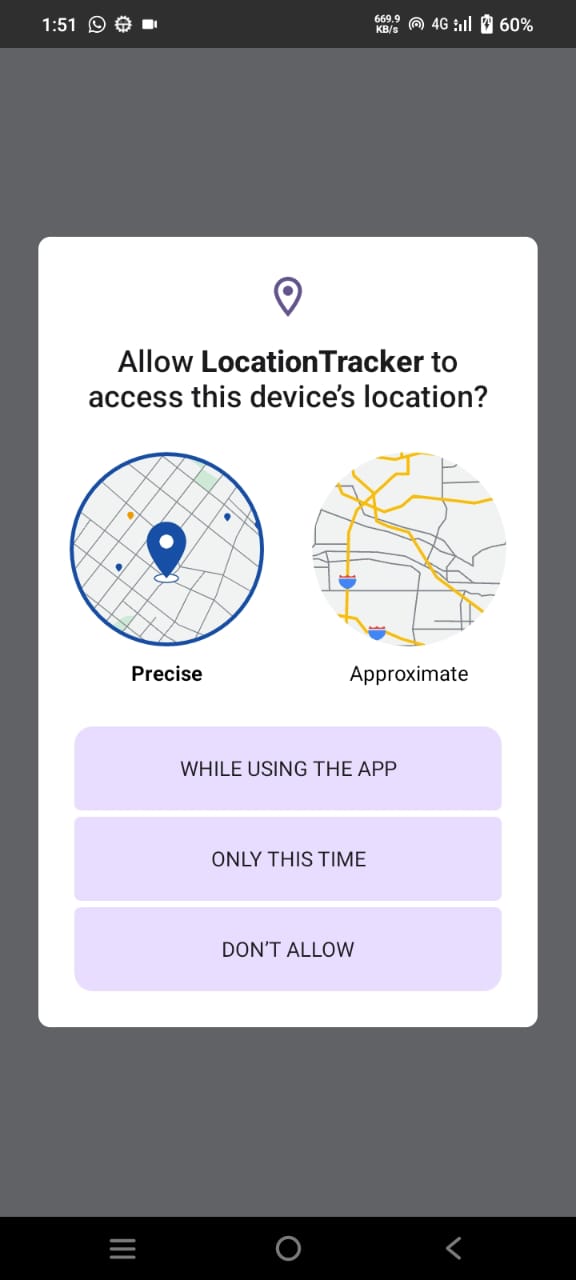 1:51 669.9 KB/s 4G 60%
Allow LocationTracker to
access this device’s location?
Precise Approximate
WHILE USING THE APP
ONLY THIS TIME
DON’T ALLOW